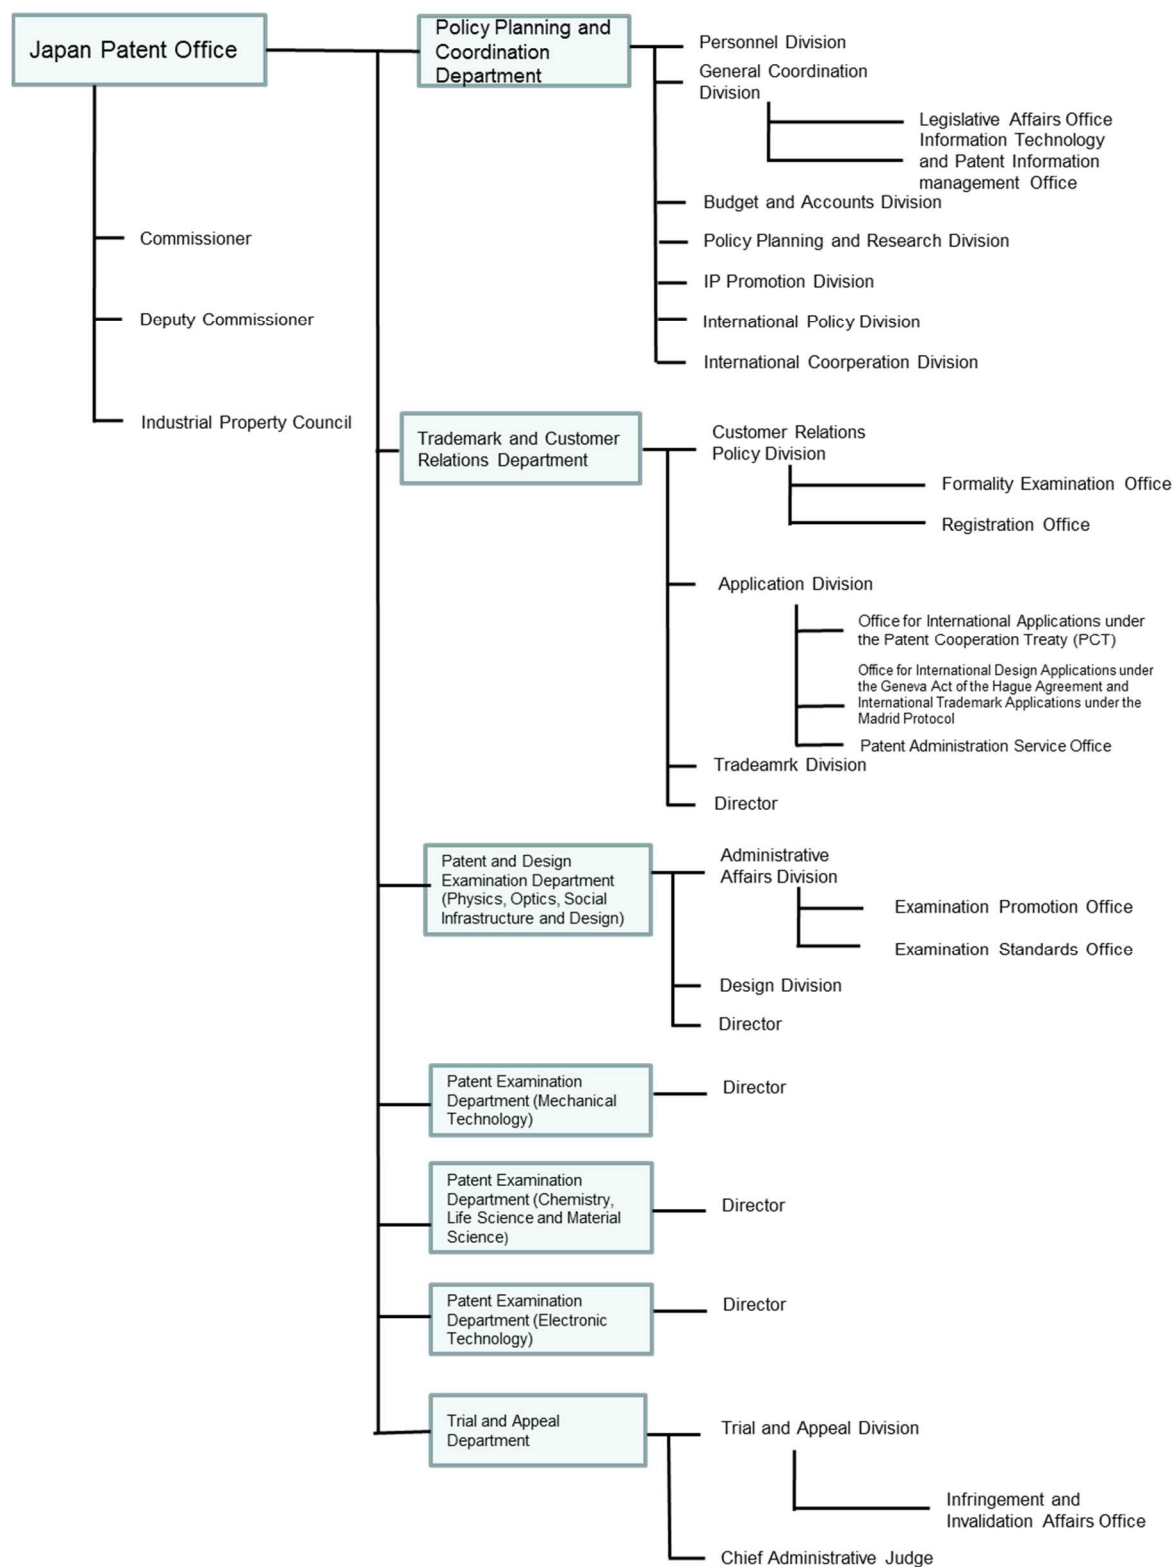 Japan Patent Office
Commissioner
Deputy Commissioner
Industrial Property Council
Policy Planning and
Coordination
Department
Personnel Division
General Coordination
Division
Legislative Affairs Office
Information Technology
and Patent Information
management Office
Budget and Accounts Division
Policy Planning and Research Division
IP Promotion Division
International Policy Division
International Coorperation Division
Trademark and Customer
Relations Department
Customer Relations
Policy Division
Formality Examination Office
Registration Office
Application Division
Office for International Applications under
the Patent Cooperation Treaty (PCT)
Office for International Design Applications under
the Geneva Act of the Hague Agreement and
International Trademark Applications under the
Madrid Protocol
Patent Administration Service Office
Tradeamrk Division
Director
Patent and Design
Examination Department
(Physics, Optics, Social
Infrastructure and Design)
Administrative
Affairs Division
Examination Promotion Office
Examination Standards Office
Design Division
Director
Patent Examination
Department (Mechanical
Technology)
Director
Patent Examination
Department (Chemistry,
Life Science and Material
Science)
Director
Patent Examination
Department (Electronic
Technology)
Director
Trial and Appeal
Department
Trial and Appeal Division
Infringement and
Invalidation Affairs Office
Chief Administrative Judge